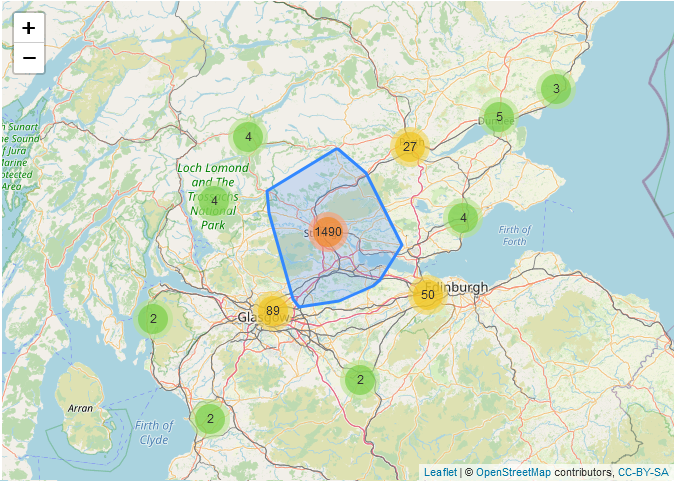 +
−
3
5
Dundee
4
27
h Sunart
he Sound
of Jura
Marine
otected
Area
Loch Lomond
and The
Trossachs
National
Park
4
1490
4
Firth of
Forth
Edinburgh
50
89
Glasgow
2
2
Arran
2
Firth of
Clyde
Leaflet | © OpenStreetMap contributors, CC-BY-SA